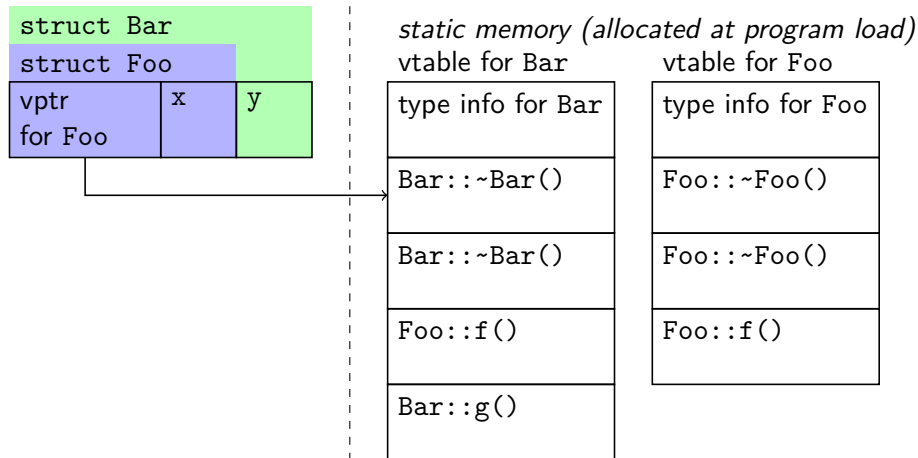 struct Bar
struct Foo
vptr
for Foo
x
y
static memory (allocated at program load)
vtable for Bar
type info for Bar
Bar::~Bar()
Bar::~Bar()
Foo::f()
Bar::g()
vtable for Foo
type info for Foo
Foo::~Foo()
Foo::~Foo()
Foo::f()